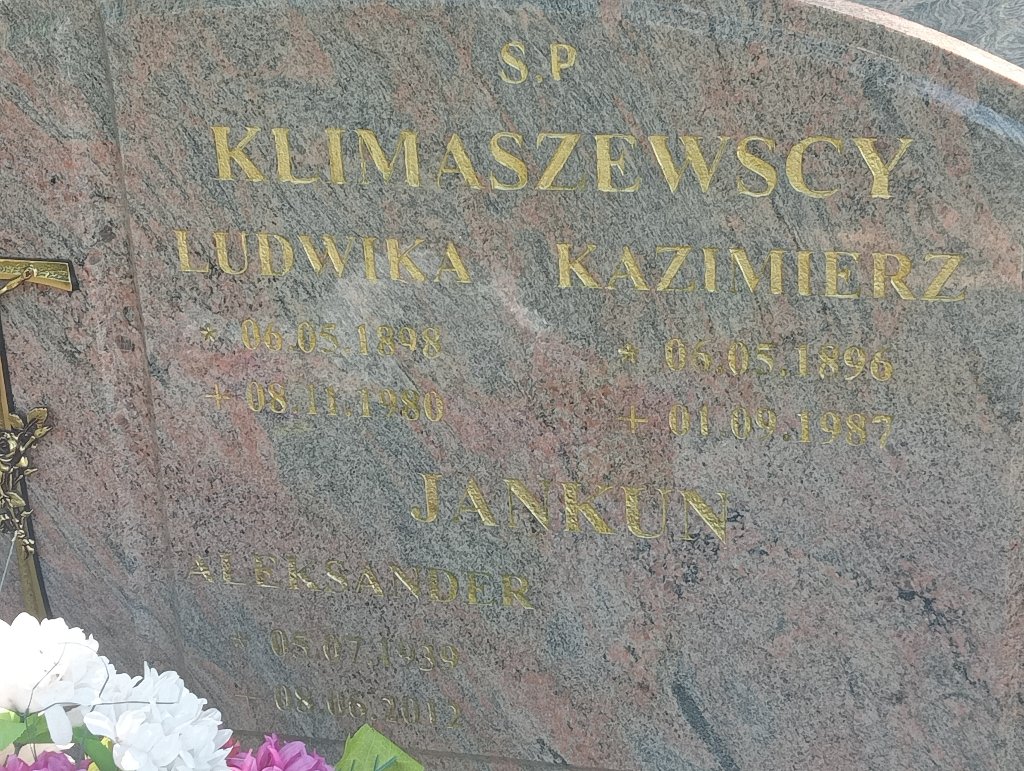 S.P
KLIMASZEWSCY
LUDWIKA KAZIMIERZ
* 06.05.1898 * 06.05.1896
+ 08.11.1980 + 01.09.1987
JANKUN
ALEKSANDER
* 05.07.1939
+ 08.06.2012